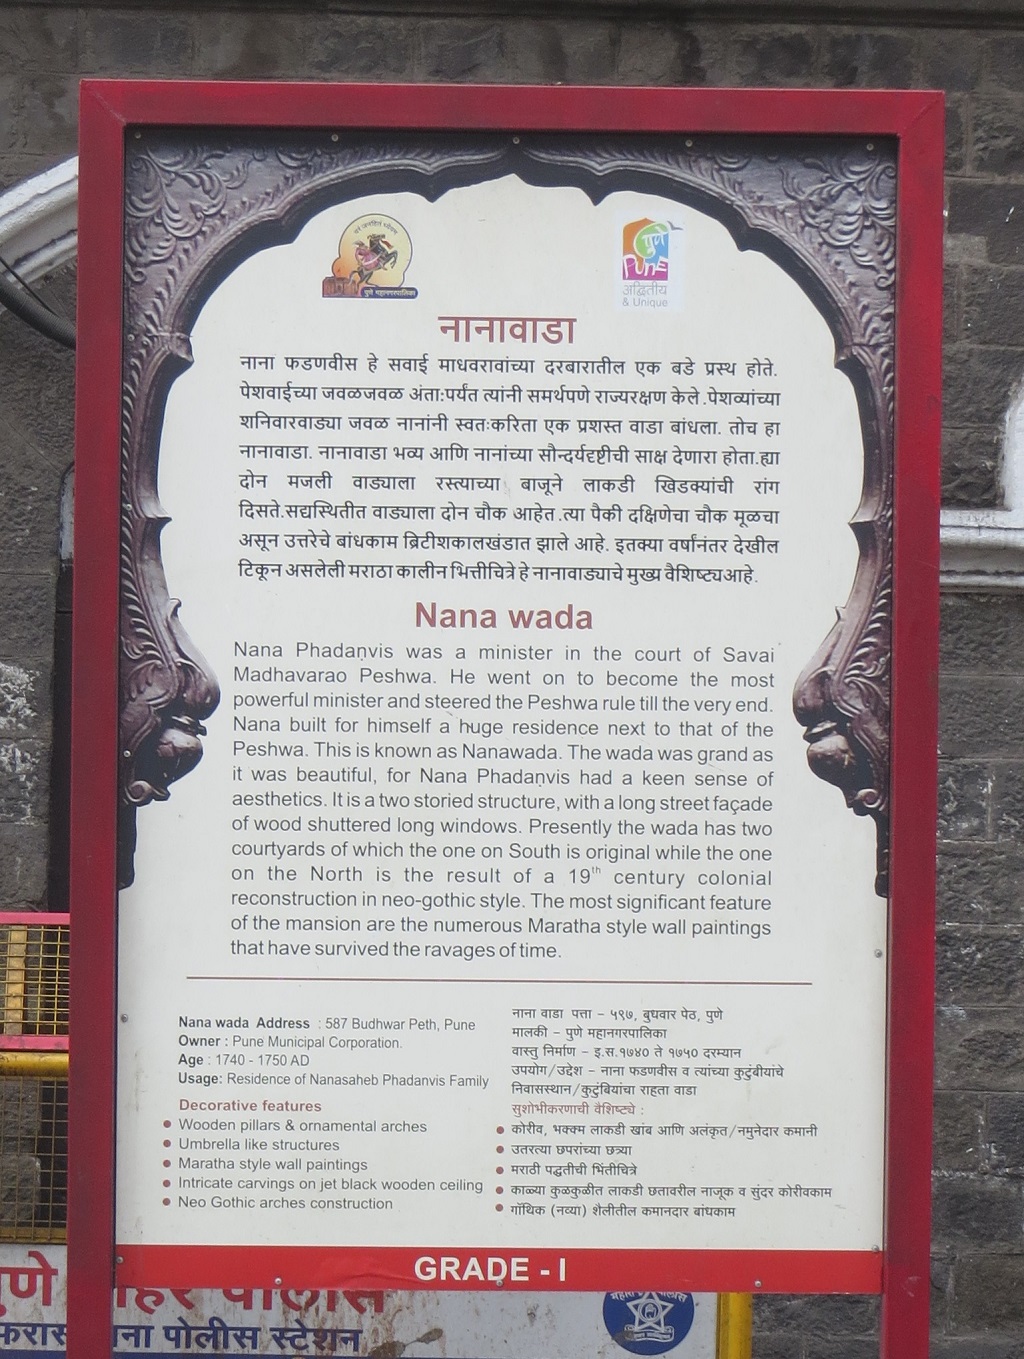 पुणे महानगरपालिका
पुणे
PUNE
अद्वितीय
& Unique
नानावाडा
नाना फडणवीस हे सवाई माधवरावांच्या दरबारातील एक बडे प्रस्थ होते.
पेशवाईच्या जवळजवळ अंताःपर्यंत त्यांनी समर्थपणे राज्यरक्षण केले.पेशव्यांच्या
शनिवारवाड्या जवळ नानांनी स्वतःकरिता एक प्रशस्त वाडा बांधला. तोच हा
नानावाडा. नानावाडा भव्य आणि नानांच्या सौन्दर्यदृष्टीची साक्ष देणारा होता.ह्या
दोन मजली वाड्याला रस्त्याच्या बाजूने लाकडी खिडक्यांची रांग
दिसते.सद्यस्थितीत वाड्याला दोन चौक आहेत.त्या पैकी दक्षिणेचा चौक मूळचा
असून उत्तरेचे बांधकाम ब्रिटीशकालखंडात झाले आहे. इतक्या वर्षांनंतर देखील
टिकून असलेली मराठा कालीन भित्तीचित्रे हे नानावाड्याचे मुख्य वैशिष्ट्यआहे.
Nana wada
Nana Phadaṇvis was a minister in the court of Savai
Madhavarao Peshwa. He went on to become the most
powerful minister and steered the Peshwa rule till the very end.
Nana built for himself a huge residence next to that of the
Peshwa. This is known as Nanawada. The wada was grand as
it was beautiful, for Nana Phadaṇvis had a keen sense of
aesthetics. It is a two storied structure, with a long street façade
of wood shuttered long windows. Presently the wada has two
courtyards of which the one on South is original while the one
on the North is the result of a 19th century colonial
reconstruction in neo-gothic style. The most significant feature
of the mansion are the numerous Maratha style wall paintings
that have survived the ravages of time.
Nana wada Address : 587 Budhwar Peth, Pune
Owner : Pune Municipal Corporation.
Age : 1740 - 1750 AD
Usage: Residence of Nanasaheb Phadanvis Family
Decorative features
Wooden pillars & ornamental arches
Umbrella like structures
Maratha style wall paintings
Intricate carvings on jet black wooden ceiling
Neo Gothic arches construction
नाना वाडा पत्ता - ५९७, बुधवार पेठ, पुणे
मालकी - पुणे महानगरपालिका
वास्तु निर्माण - इ.स.१७४० ते १७५० दरम्यान
उपयोग/उद्देश - नाना फडणवीस व त्यांच्या कुटुंबीयांचे
निवासस्थान/कुटुंबियांचा राहता वाडा
सुशोभीकरणाची वैशिष्ट्ये :
कोरीव, भक्कम लाकडी खांब आणि अलंकृत/नमुनेदार कमानी
उतरत्या छपरांच्या छत्र्या
मराठी पद्धतीची भिंतीचित्रे
काळ्या कुळकुळीत लाकडी छतावरील नाजूक व सुंदर कोरीवकाम
गॉथिक (नव्या) शैलीतील कमानदार बांधकाम
GRADE - I
पोलीस स्टेशन